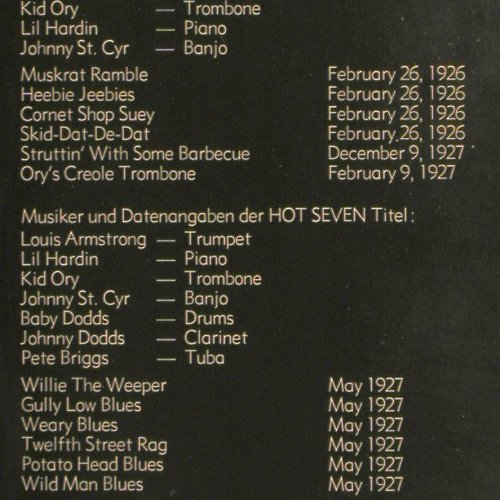 Kid Ory — Trombone
Lil Hardin — Piano
Johnny St. Cyr — Banjo
Muskrat Ramble February 26, 1926
Heebie Jeebies February 26, 1926
Cornet Shop Suey February 26, 1926
Skid-Dat-De-Dat February 26, 1926
Struttin' With Some Barbecue December 9, 1927
Ory's Creole Trombone February 9, 1927
Musiker und Datenangaben der HOT SEVEN Titel:
Louis Armstrong — Trumpet
Lil Hardin — Piano
Kid Ory — Trombone
Johnny St. Cyr — Banjo
Baby Dodds — Drums
Johnny Dodds — Clarinet
Pete Briggs — Tuba
Willie The Weeper May 1927
Gully Low Blues May 1927
Weary Blues May 1927
Twelfth Street Rag May 1927
Potato Head Blues May 1927
Wild Man Blues May 1927